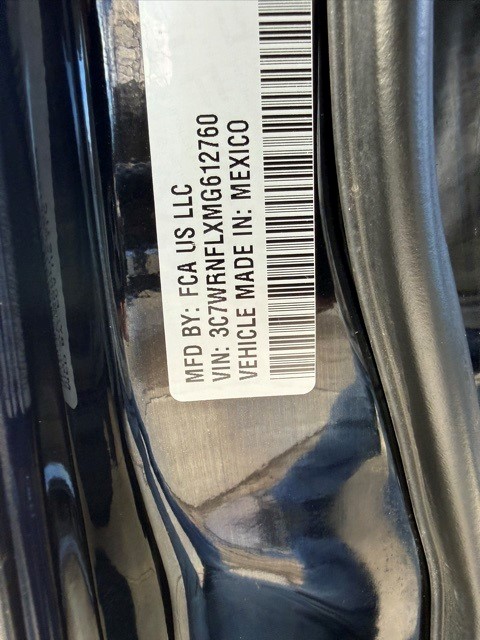 MFD BY: FCA US LLC
VIN: 3C7WRNFLXMG612760
VEHICLE MADE IN: MEXICO